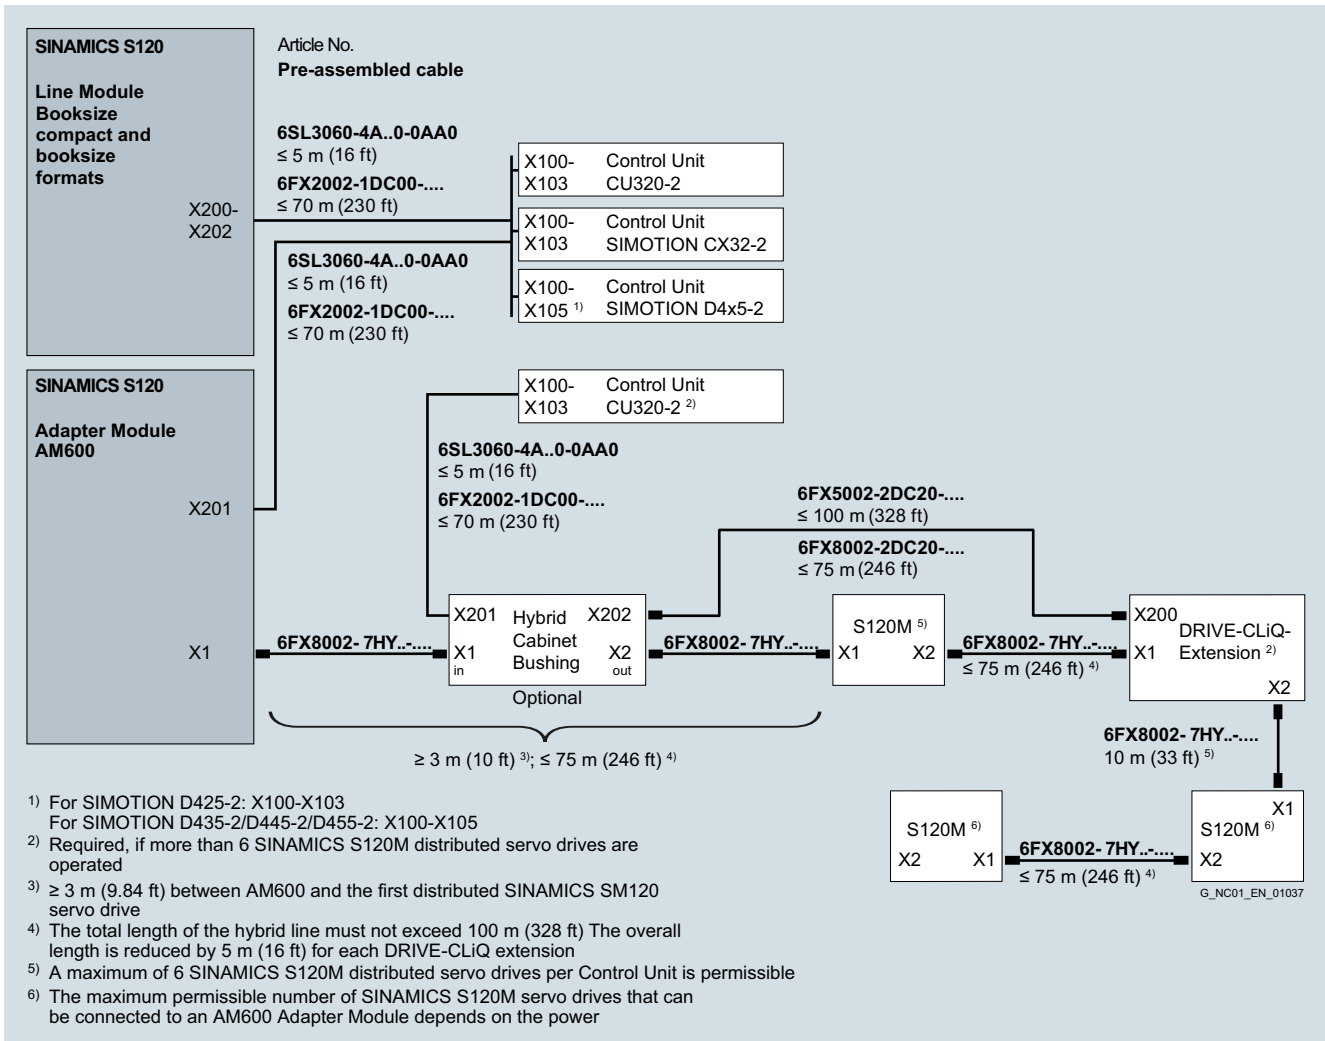 SINAMICS S120
Line Module
Booksize
compact and
booksize
formats
X200-
X202
Article No.
Pre-assembled cable
6SL3060-4A..0-0AA0
≤ 5 m (16 ft)
6FX2002-1DC00-....
≤ 70 m (230 ft)
X100- Control Unit
X103 CU320-2
X100- Control Unit
X103 SIMOTION CX32-2
X100- Control Unit
X105 1) SIMOTION D4x5-2
6SL3060-4A..0-0AA0
≤ 5 m (16 ft)
6FX2002-1DC00-....
≤ 70 m (230 ft)
SINAMICS S120
Adapter Module
AM600
X201
X1
X100- Control Unit
X103 CU320-2 2)
6SL3060-4A..0-0AA0
≤ 5 m (16 ft)
6FX2002-1DC00-....
≤ 70 m (230 ft)
6FX5002-2DC20-....
≤ 100 m (328 ft)
6FX8002-2DC20-....
≤ 75 m (246 ft)
6FX8002- 7HY..-....
X201 Hybrid X202
Cabinet
X1 Bushing X2
in out
Optional
6FX8002- 7HY..-....
S120M 5)
X1 X2
6FX8002- 7HY..-....
≤ 75 m (246 ft) 4)
X200
DRIVE-CLiQ-
X1 Extension 2)
X2
≥ 3 m (10 ft) 3); ≤ 75 m (246 ft) 4)
6FX8002- 7HY..-....
10 m (33 ft) 5)
S120M 6)
X2 X1
6FX8002- 7HY..-....
≤ 75 m (246 ft) 4)
X1
S120M 6)
X2
G_NC01_EN_01037
1) For SIMOTION D425-2: X100-X103
For SIMOTION D435-2/D445-2/D455-2: X100-X105
2) Required, if more than 6 SINAMICS S120M distributed servo drives are
operated
3) ≥ 3 m (9.84 ft) between AM600 and the first distributed SINAMICS SM120
servo drive
4) The total length of the hybrid line must not exceed 100 m (328 ft) The overall
length is reduced by 5 m (16 ft) for each DRIVE-CLiQ extension
5) A maximum of 6 SINAMICS S120M distributed servo drives per Control Unit is permissible
6) The maximum permissible number of SINAMICS S120M servo drives that can
be connected to an AM600 Adapter Module depends on the power